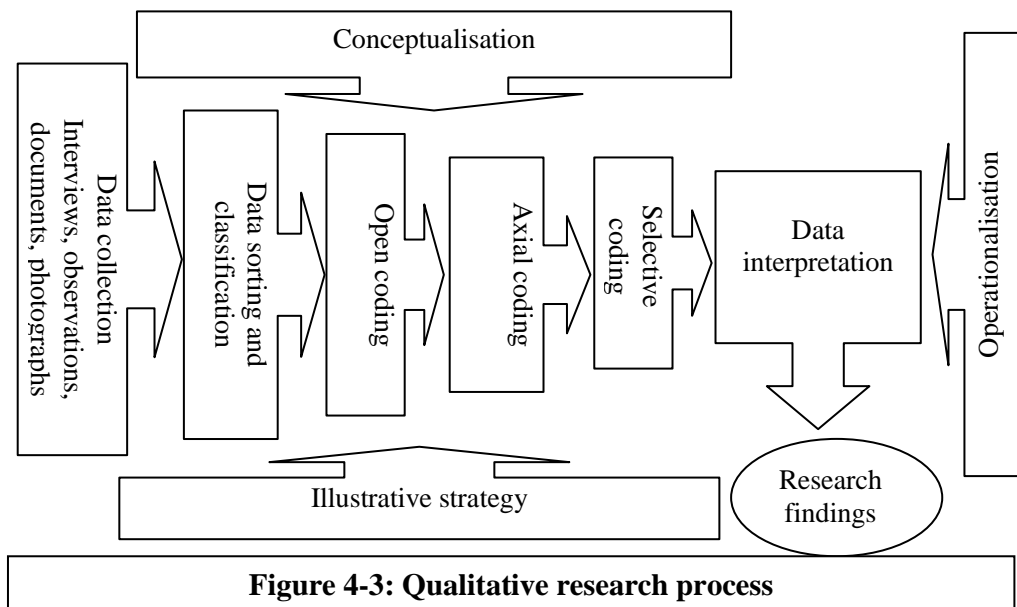 Conceptualisation
Data collection
Interviews, observations,
documents, photographs
Data sorting and
classification
Open coding
Axial coding
Selective
coding
Data
interpretation
Operationalisation
Illustrative strategy
Research
findings
Figure 4-3: Qualitative research process